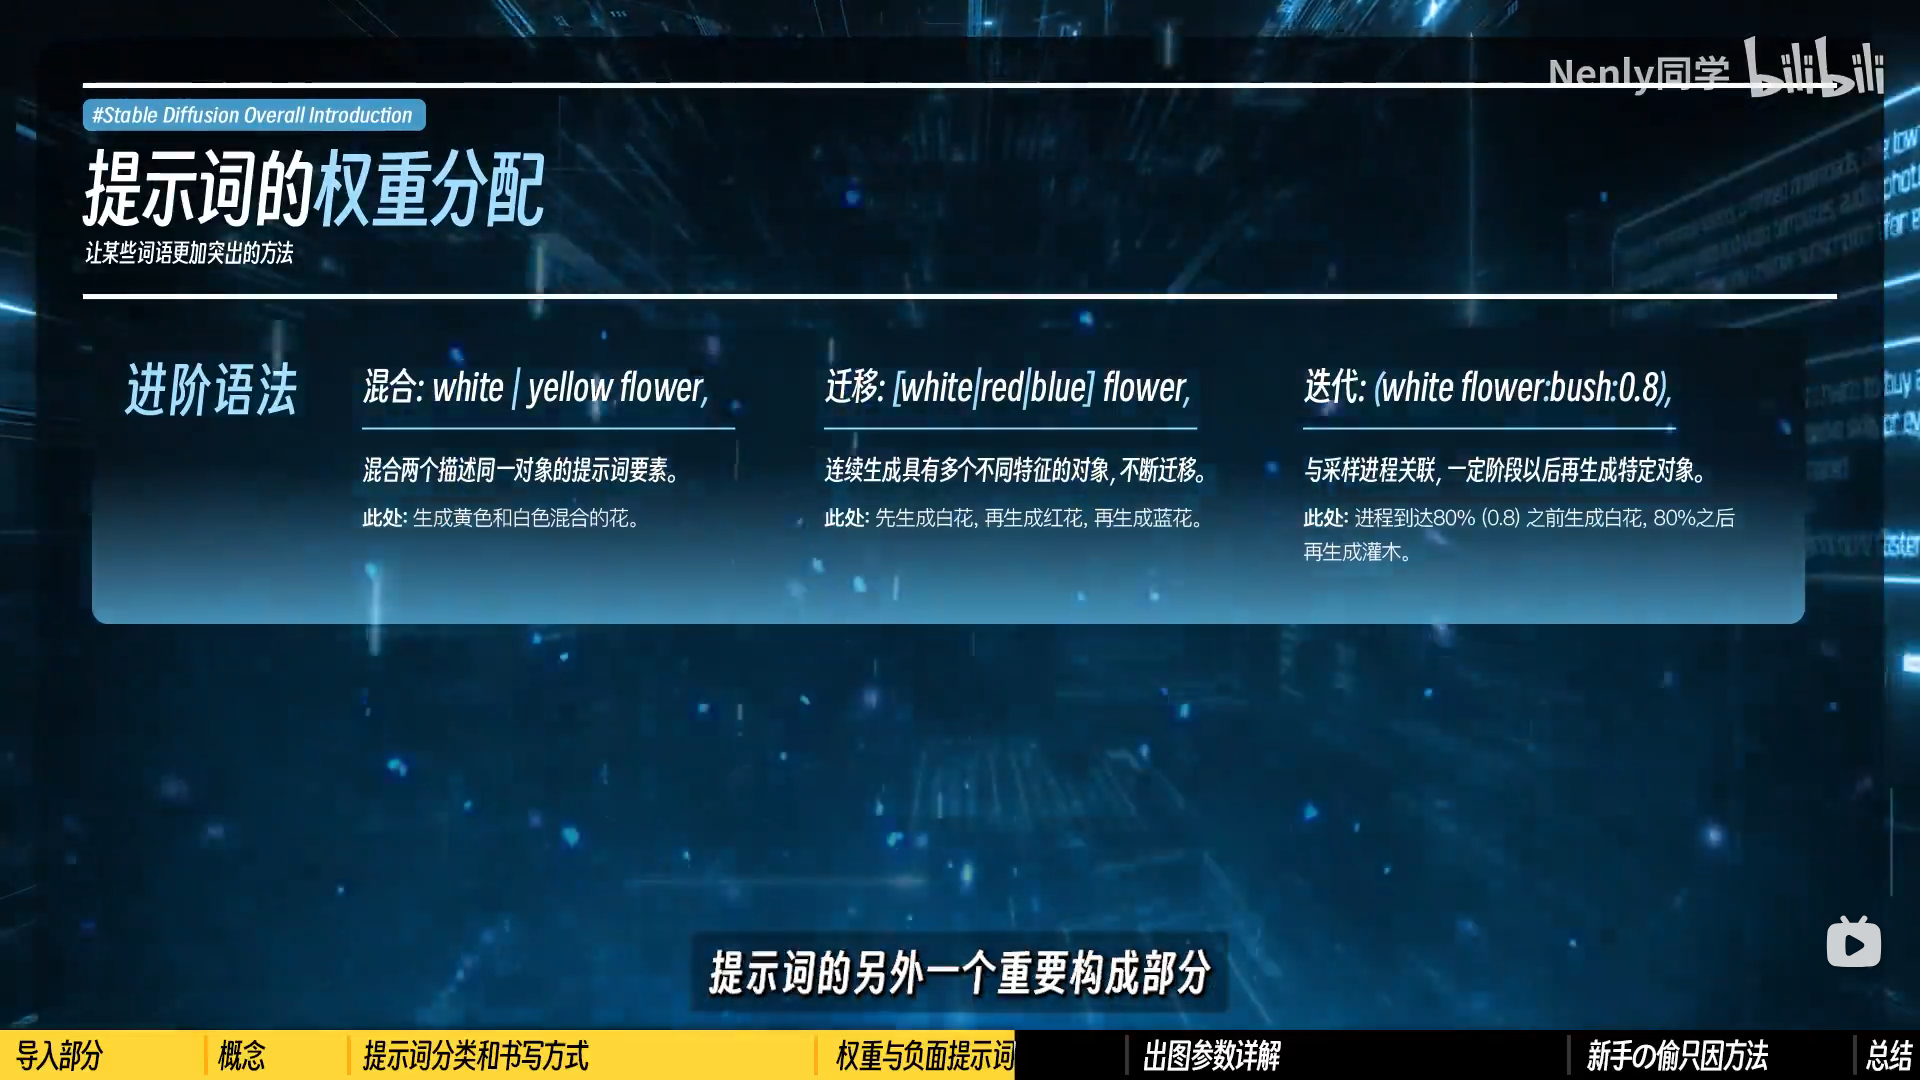 Nenly同学 bilibili
#Stable Diffusion Overall Introduction
提示词的权重分配
让某些词语更加突出的方法
进阶语法
混合: white | yellow flower,
混合两个描述同一对象的提示词要素。
此处: 生成黄色和白色混合的花。
迁移: [white|red|blue] flower,
连续生成具有多个不同特征的对象, 不断迁移。
此处: 先生成白花, 再生成红花, 再生成蓝花。
迭代: (white flower:bush:0.8),
与采样进程关联, 一定阶段以后再生成特定对象。
此处: 进程到达80% (0.8) 之前生成白花, 80%之后
再生成灌木。
提示词的另外一个重要构成部分
导入部分 概念 提示词分类和书写方式 权重与负面提示词 出图参数详解 新手の偷只因方法 总结